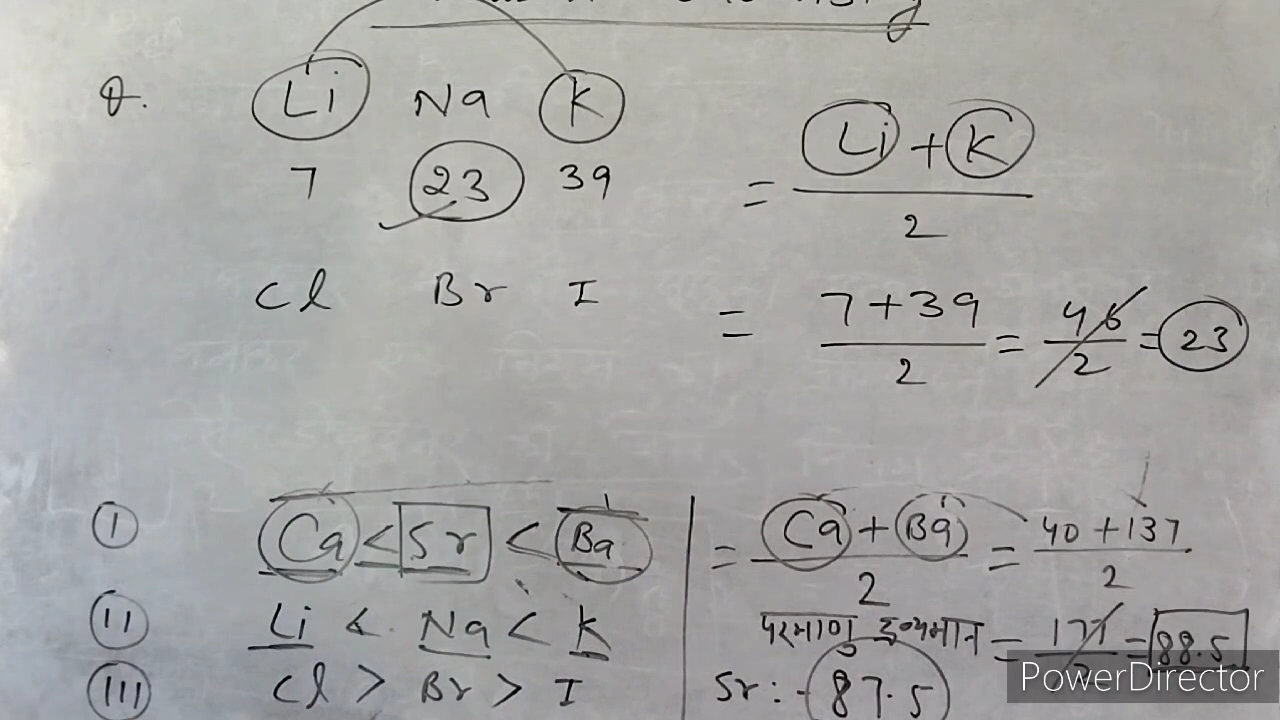 Q. Li Na K
7 23 39
= Li + K / 2
Cl Br I
= 7 + 39 / 2 = 46 / 2 = 23
I Ca < Sr < Ba
= Ca + Ba / 2 = 40 + 137 / 2
II Li < Na < K
परमाणु द्रव्यमान = 177 / = 88.5
III Cl > Br > I
Sr : - 87.5
PowerDirector